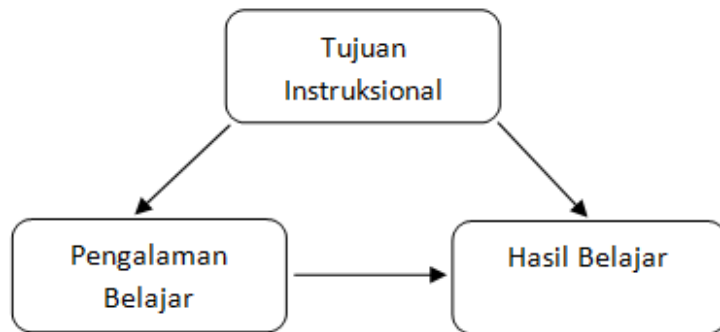 Tujuan
Instruksional
Pengalaman
Belajar
Hasil Belajar